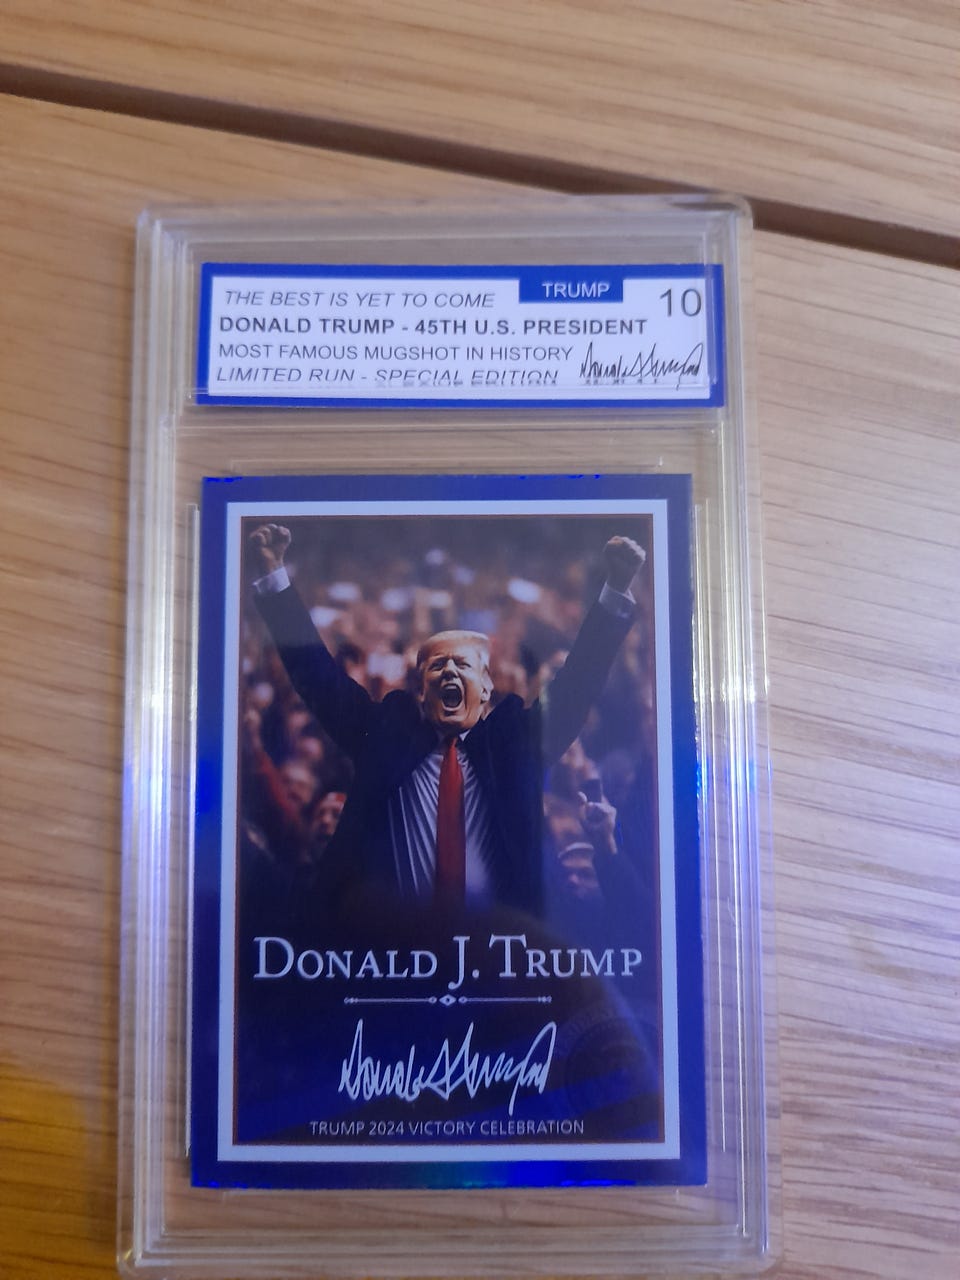 THE BEST IS YET TO COME
TRUMP
10
DONALD TRUMP - 45TH U.S. PRESIDENT
MOST FAMOUS MUGSHOT IN HISTORY
LIMITED RUN - SPECIAL EDITION
DONALD J. TRUMP
TRUMP 2024 VICTORY CELEBRATION